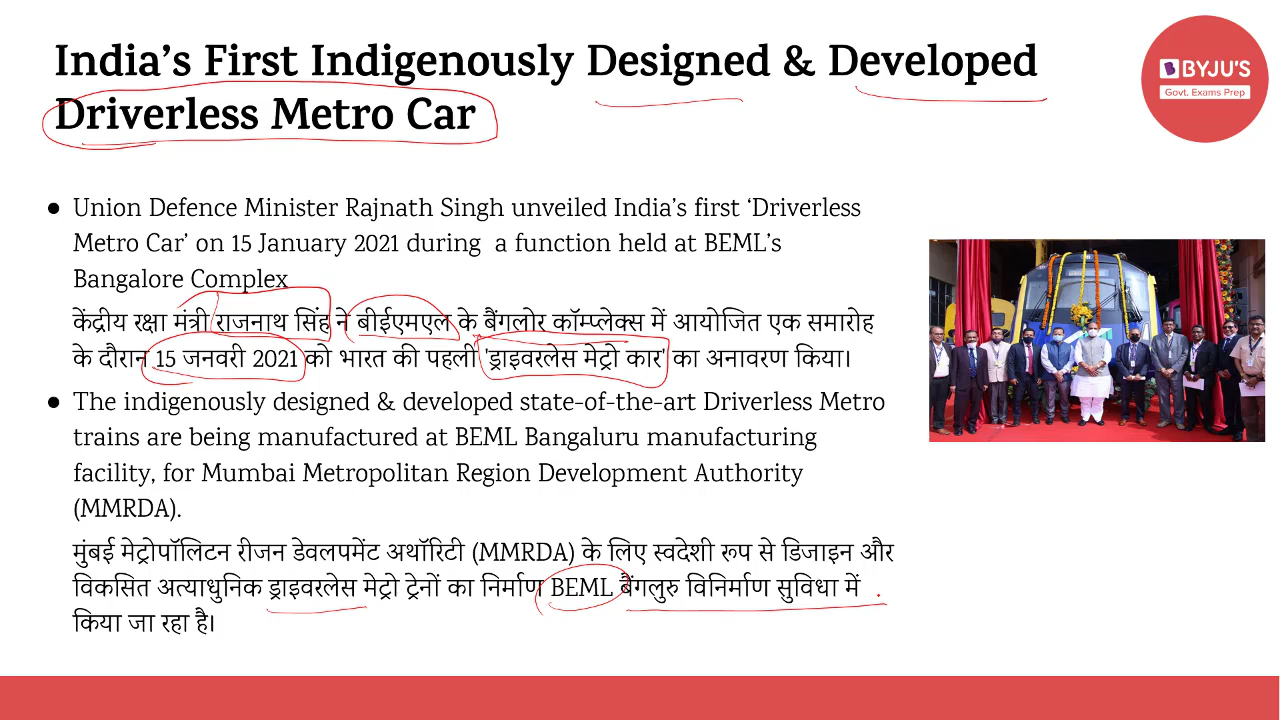 India’s First Indigenously Designed & Developed
Driverless Metro Car
BYJU'S
Govt. Exams Prep
● Union Defence Minister Rajnath Singh unveiled India’s first ‘Driverless
Metro Car’ on 15 January 2021 during a function held at BEML’s
Bangalore Complex
केंद्रीय रक्षा मंत्री राजनाथ सिंह ने बीईएमएल के बैंगलोर कॉम्प्लेक्स में आयोजित एक समारोह
के दौरान 15 जनवरी 2021 को भारत की पहली 'ड्राइवरलेस मेट्रो कार' का अनावरण किया।
● The indigenously designed & developed state-of-the-art Driverless Metro
trains are being manufactured at BEML Bangaluru manufacturing
facility, for Mumbai Metropolitan Region Development Authority
(MMRDA).
मुंबई मेट्रोपॉलिटन रीजन डेवलपमेंट अथॉरिटी (MMRDA) के लिए स्वदेशी रूप से डिजाइन और
विकसित अत्याधुनिक ड्राइवरलेस मेट्रो ट्रेनों का निर्माण BEML बैंगलुरु विनिर्माण सुविधा में
किया जा रहा है।